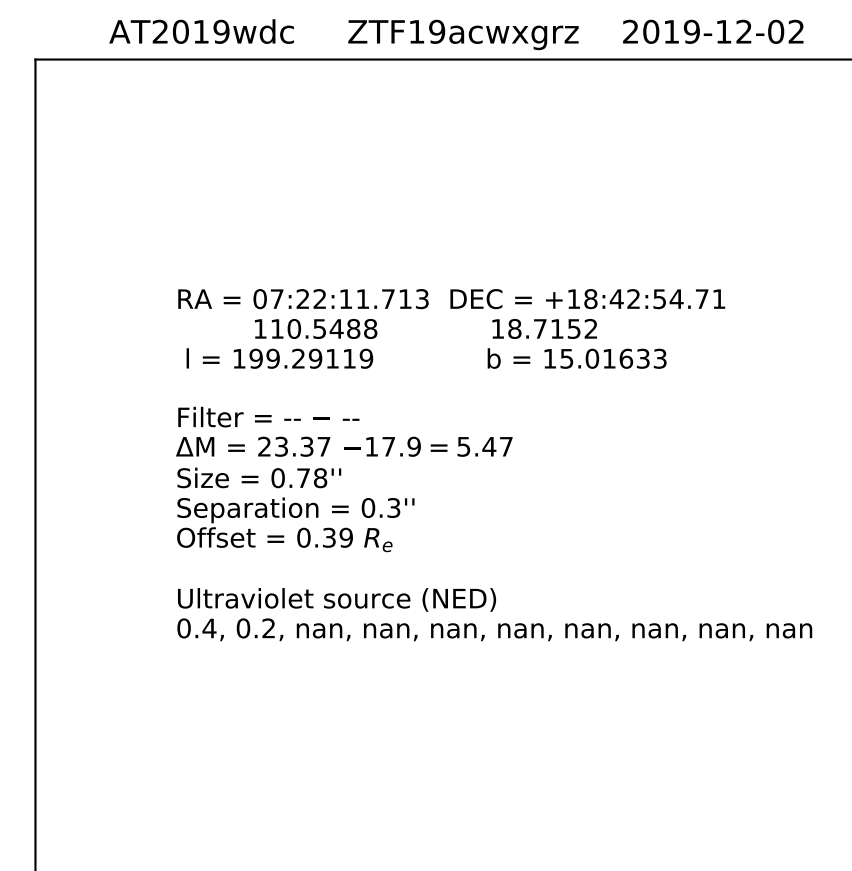 AT2019wdc ZTF19acwxgrz 2019-12-02
RA = 07:22:11.713 DEC = +18:42:54.71
110.5488 18.7152
l = 199.29119 b = 15.01633
Filter = -- − --
ΔM = 23.37 −17.9 = 5.47
Size = 0.78''
Separation = 0.3''
Offset = 0.39 Re
Ultraviolet source (NED)
0.4, 0.2, nan, nan, nan, nan, nan, nan, nan, nan